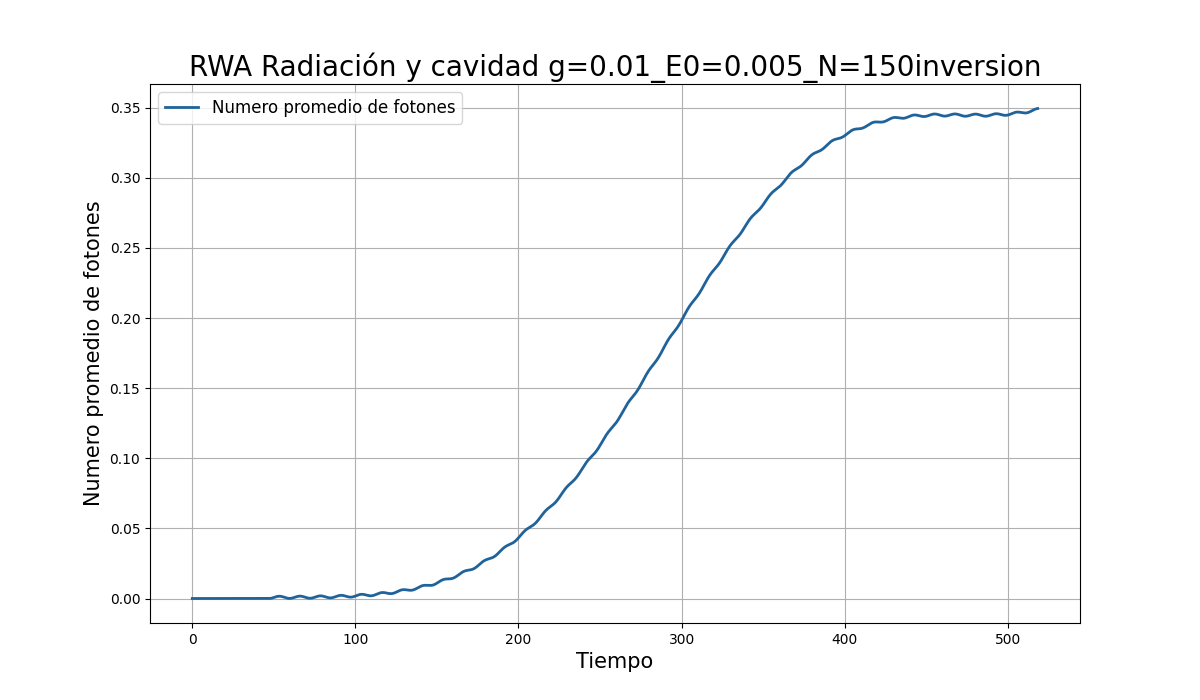 RWA Radiación y cavidad g=0.01_E0=0.005_N=150inversion
Numero promedio de fotones
Numero promedio de fotones
0.35
0.30
0.25
0.20
0.15
0.10
0.05
0.00
0 100 200 300 400 500
Tiempo